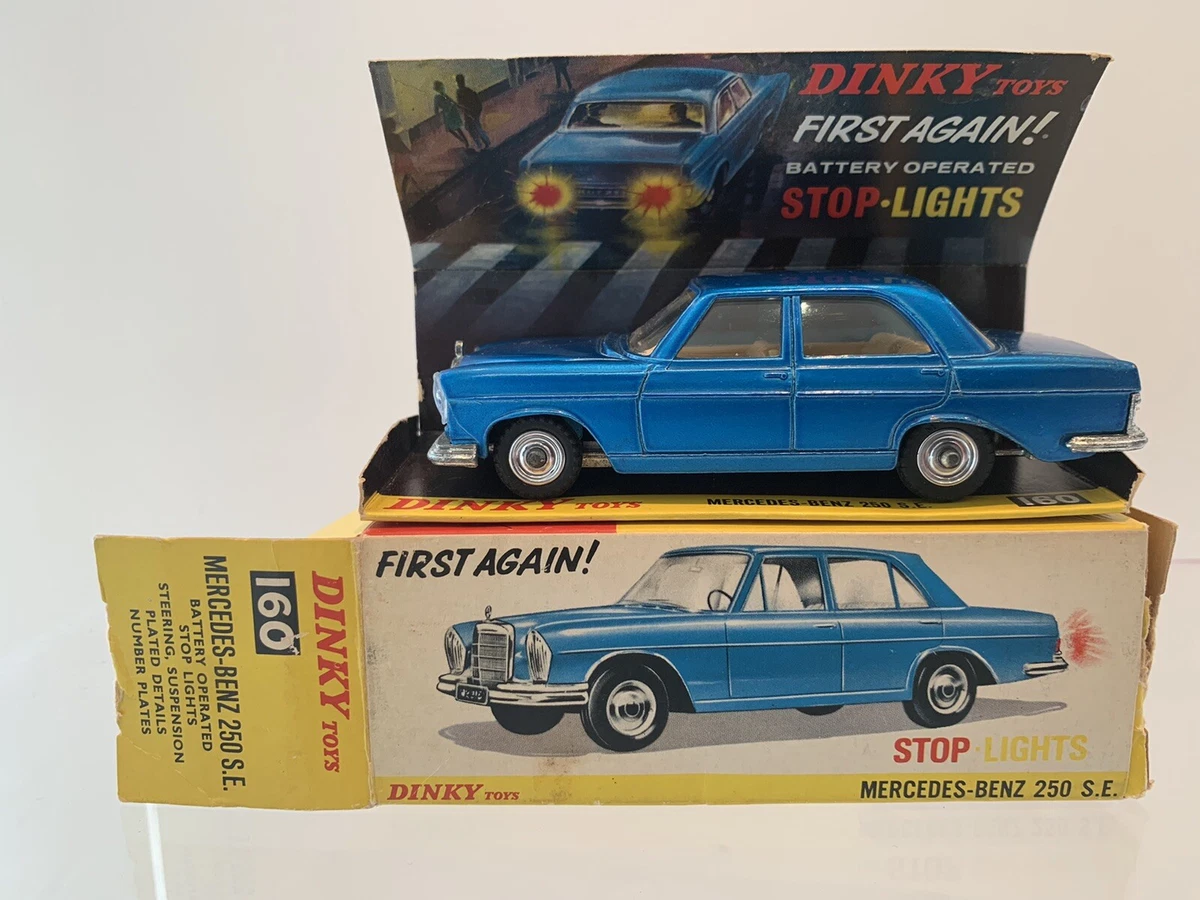 DINKY TOYS
FIRST AGAIN!
BATTERY OPERATED
STOP·LIGHTS
DINKY TOYS
MERCEDES-BENZ 250 S.E.
160
FIRST AGAIN!
STOP·LIGHTS
DINKY TOYS
MERCEDES-BENZ 250 S.E.
DINKY TOYS
160
MERCEDES-BENZ 250 S.E.
BATTERY OPERATED
STOP LIGHTS
STEERING, SUSPENSION
PLATED DETAILS
NUMBER PLATES